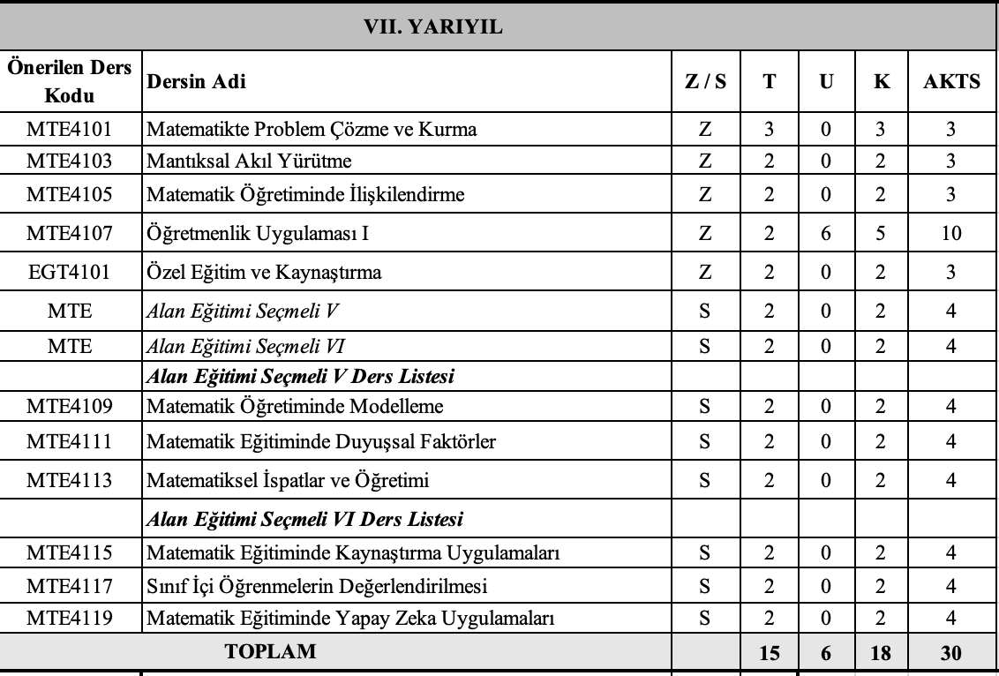 VII. YARIYIL
Önerilen Ders Kodu Dersin Adi Z / S T U K AKTS
MTE4101 Matematikte Problem Çözme ve Kurma Z 3 0 3 3
MTE4103 Mantıksal Akıl Yürütme Z 2 0 2 3
MTE4105 Matematik Öğretiminde İlişkilendirme Z 2 0 2 3
MTE4107 Öğretmenlik Uygulaması I Z 2 6 5 10
EGT4101 Özel Eğitim ve Kaynaştırma Z 2 0 2 3
MTE Alan Eğitimi Seçmeli V S 2 0 2 4
MTE Alan Eğitimi Seçmeli VI S 2 0 2 4
Alan Eğitimi Seçmeli V Ders Listesi
MTE4109 Matematik Öğretiminde Modelleme S 2 0 2 4
MTE4111 Matematik Eğitiminde Duyuşsal Faktörler S 2 0 2 4
MTE4113 Matematiksel İspatlar ve Öğretimi S 2 0 2 4
Alan Eğitimi Seçmeli VI Ders Listesi
MTE4115 Matematik Eğitiminde Kaynaştırma Uygulamaları S 2 0 2 4
MTE4117 Sınıf İçi Öğrenmelerin Değerlendirilmesi S 2 0 2 4
MTE4119 Matematik Eğitiminde Yapay Zeka Uygulamaları S 2 0 2 4
TOPLAM 15 6 18 30